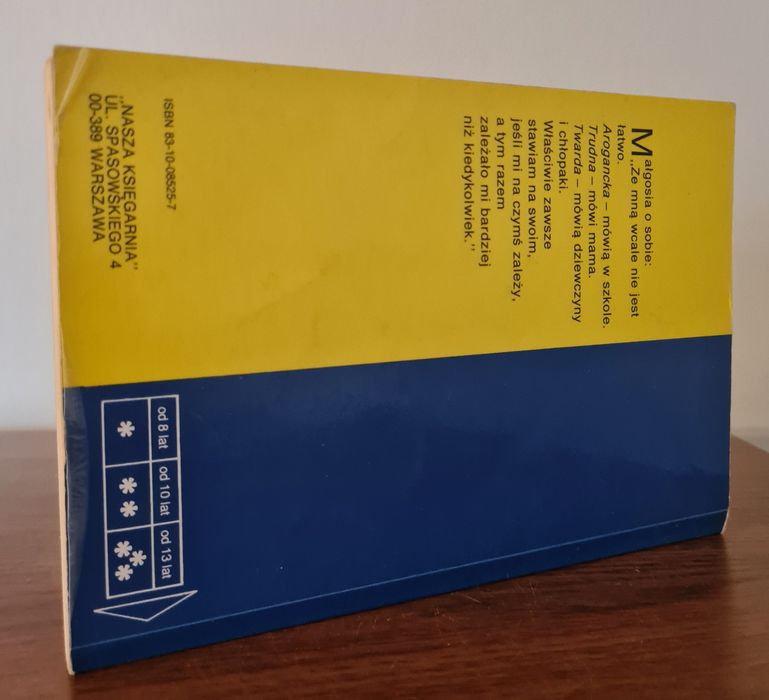 Małgosia o sobie:
„Ze mną wcale nie jest
łatwo.
Arogancka – mówią w szkole.
Trudna – mówi mama.
Twarda – mówią dziewczyny
i chłopaki.
Właściwie zawsze
stawiam na swoim,
jeśli mi na czymś zależy,
a tym razem
zależało mi bardziej
niż kiedykolwiek."
ISBN 83-10-08525-7
„NASZA KSIĘGARNIA"
UL. SPASOWSKIEGO 4
00-389 WARSZAWA
od 8 lat od 10 lat od 13 lat
* ** ***